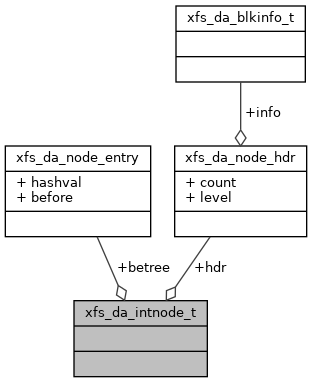 xfs_da_blkinfo_t
+info
xfs_da_node_entry
+ hashval
+ before
xfs_da_node_hdr
+ count
+ level
+betree
+hdr
xfs_da_intnode_t